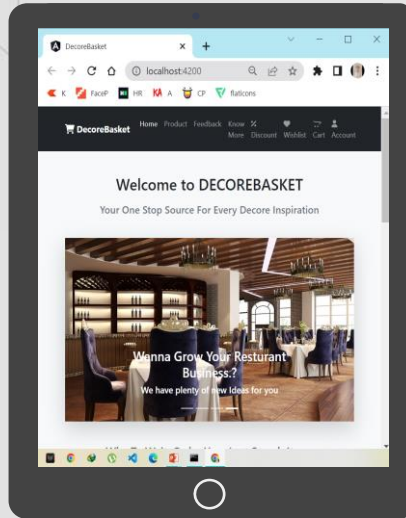 DecoreBasket
localhost:4200
K FaceP HR KA A CP flaticons
DecoreBasket Home Product Feedback Know More Discount Wishlist Cart Account
Welcome to DECOREBASKET
Your One Stop Source For Every Decore Inspiration
Wanna Grow Your Resturant
Business.?
We have plenty of new Ideas for you